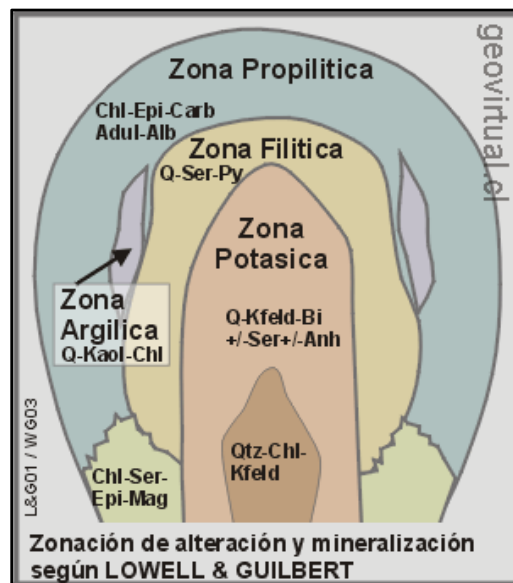 geovirtual.cl
Zona Propilitica
Chl-Epi-Carb
Adul-Alb
Zona Filitica
Q-Ser-Py
Zona
Potasica
Zona
Argilica
Q-Kaol-Chl
Q-Kfeld-Bi
+/-Ser+/-Anh
L&G01 / WG03
Chl-Ser-
Epi-Mag
Qtz-Chl-
Kfeld
Zonación de alteración y mineralización
según LOWELL & GUILBERT